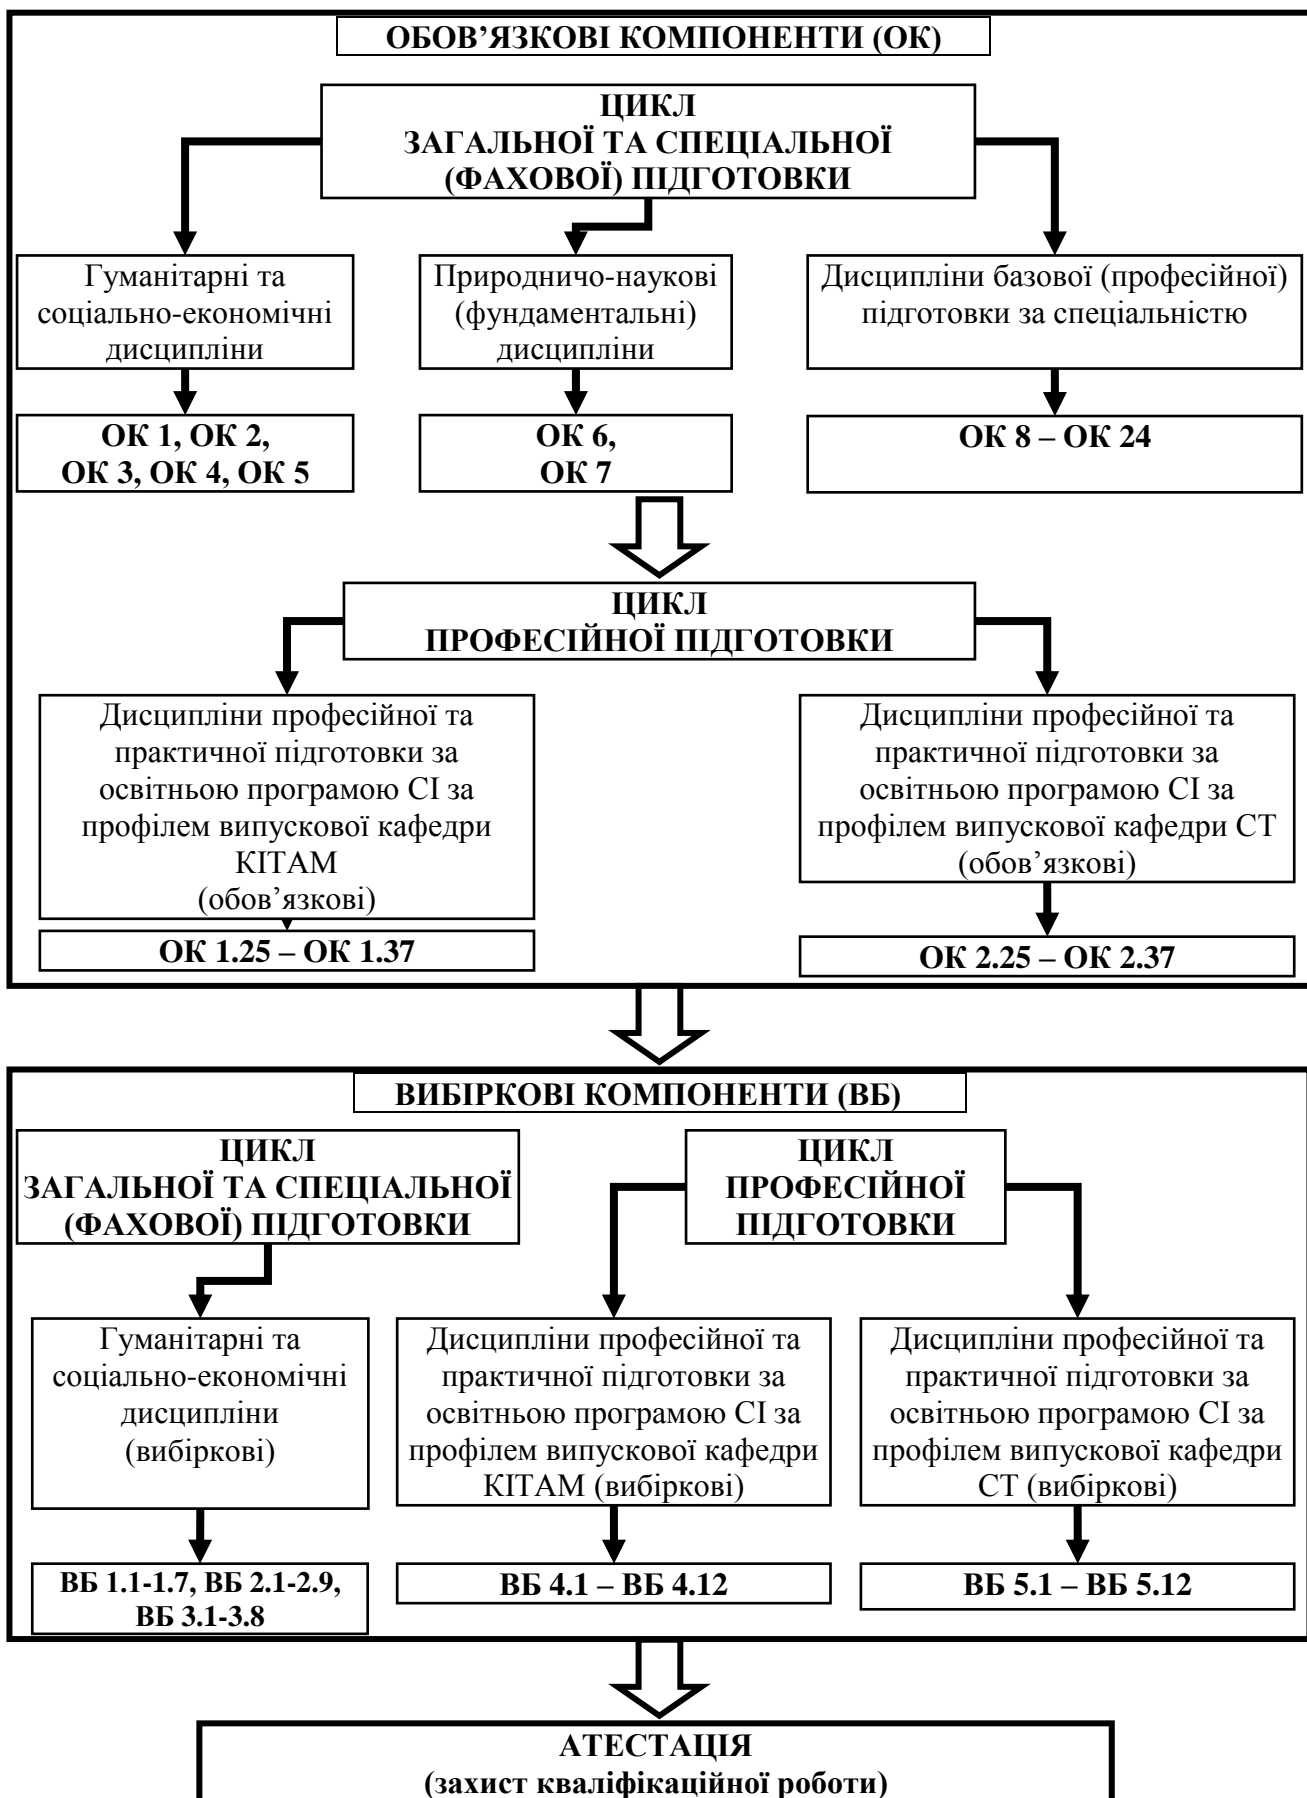 ОБОВ’ЯЗКОВІ КОМПОНЕНТИ (ОК)
ЦИКЛ
ЗАГАЛЬНОЇ ТА СПЕЦІАЛЬНОЇ
(ФАХОВОЇ) ПІДГОТОВКИ
Гуманітарні та
соціально-економічні
дисципліни
Природничо-наукові
(фундаментальні)
дисципліни
Дисципліни базової (професійної)
підготовки за спеціальністю
ОК 1, ОК 2,
ОК 3, ОК 4, ОК 5
ОК 6,
ОК 7
ОК 8 – ОК 24
ЦИКЛ
ПРОФЕСІЙНОЇ ПІДГОТОВКИ
Дисципліни професійної та
практичної підготовки за
освітньою програмою СІ за
профілем випускової кафедри
КІТАМ
(обов’язкові)
Дисципліни професійної та
практичної підготовки за
освітньою програмою СІ за
профілем випускової кафедри СТ
(обов’язкові)
ОК 1.25 – ОК 1.37
ОК 2.25 – ОК 2.37
ВИБІРКОВІ КОМПОНЕНТИ (ВБ)
ЦИКЛ
ЗАГАЛЬНОЇ ТА СПЕЦІАЛЬНОЇ
(ФАХОВОЇ) ПІДГОТОВКИ
ЦИКЛ
ПРОФЕСІЙНОЇ
ПІДГОТОВКИ
Гуманітарні та
соціально-економічні
дисципліни
(вибіркові)
Дисципліни професійної та
практичної підготовки за
освітньою програмою СІ за
профілем випускової кафедри
КІТАМ (вибіркові)
Дисципліни професійної та
практичної підготовки за
освітньою програмою СІ за
профілем випускової кафедри
СТ (вибіркові)
ВБ 1.1-1.7, ВБ 2.1-2.9,
ВБ 3.1-3.8
ВБ 4.1 – ВБ 4.12
ВБ 5.1 – ВБ 5.12
АТЕСТАЦІЯ
(захист кваліфікаційної роботи)